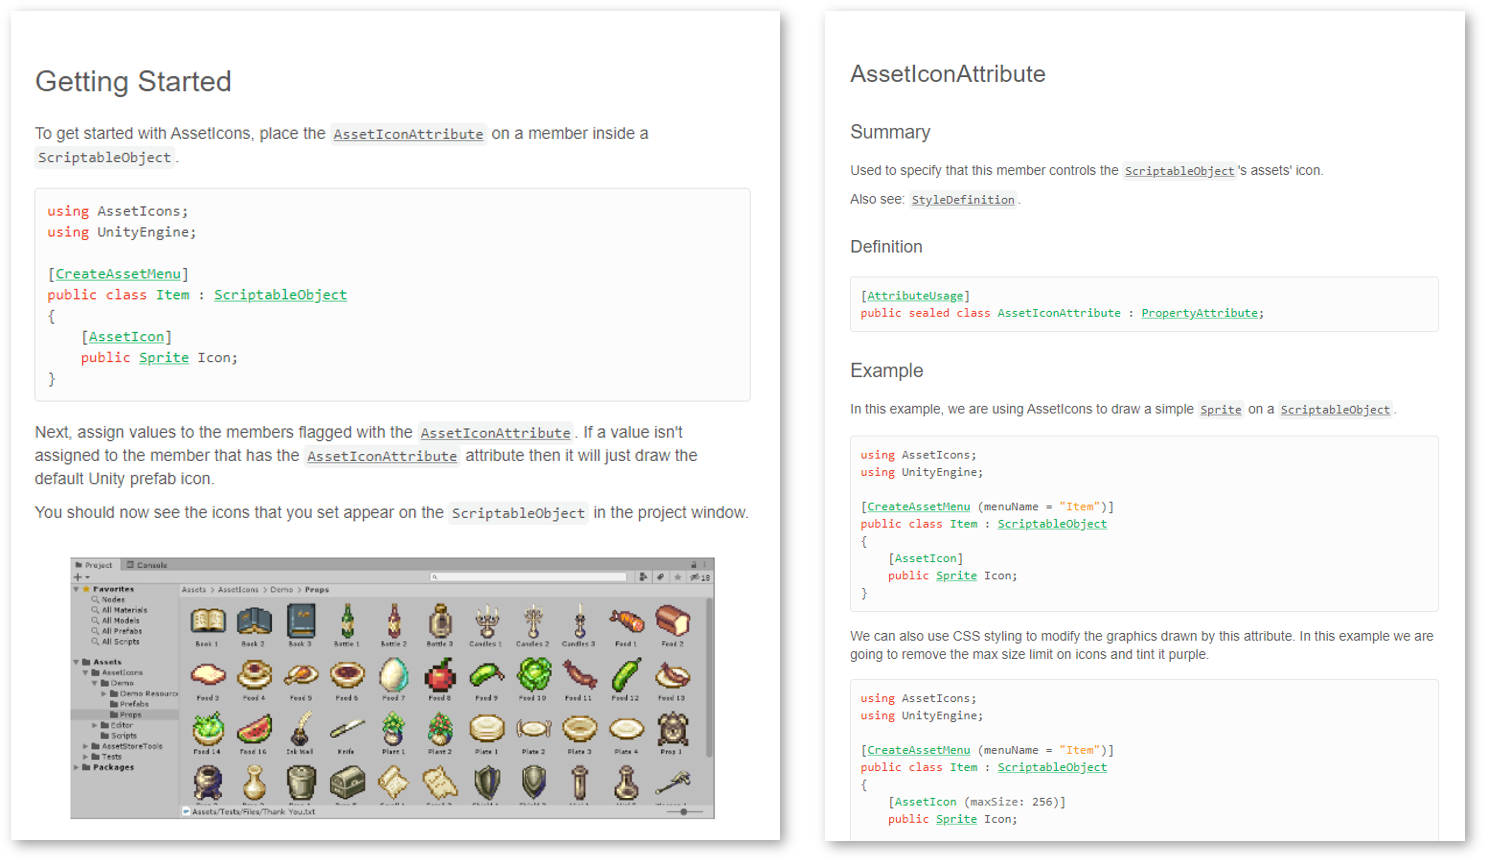 Getting Started
To get started with AssetIcons, place the AssetIconAttribute on a member inside a
ScriptableObject.
using AssetIcons;
using UnityEngine;
[CreateAssetMenu]
public class Item : ScriptableObject
{
[AssetIcon]
public Sprite Icon;
}
Next, assign values to the members flagged with the AssetIconAttribute. If a value isn't
assigned to the member that has the AssetIconAttribute attribute then it will just draw the
default Unity prefab icon.
You should now see the icons that you set appear on the ScriptableObject in the project window.
Project Console
18
Favorites
Nodes
All Materials
All Models
All Prefabs
All Scripts
Assets
AssetIcons
Demo
Demo Resourc
Prefabs
Props
Editor
Scripts
AssetStoreTools
Tests
Packages
Assets > AssetIcons > Demo > Props
Book 1 Book 2 Book 3 Bottle 1 Bottle 2 Bottle 3 Candles 1 Candles 2 Candles 3 Food 1 Food 2
Food 3 Food 4 Food 5 Food 6 Food 7 Food 8 Food 9 Food 10 Food 11 Food 12 Food 13
Food 14 Food 16 Ink Well Knife Plant 1 Plant 2 Plate 1 Plate 2 Plate 3 Plate 4 Prop 1
Assets/Tests/Files/Thank You.txt
AssetIconAttribute
Summary
Used to specify that this member controls the ScriptableObject's assets' icon.
Also see: StyleDefinition.
Definition
[AttributeUsage]
public sealed class AssetIconAttribute : PropertyAttribute;
Example
In this example, we are using AssetIcons to draw a simple Sprite on a ScriptableObject.
using AssetIcons;
using UnityEngine;
[CreateAssetMenu (menuName = "Item")]
public class Item : ScriptableObject
{
[AssetIcon]
public Sprite Icon;
}
We can also use CSS styling to modify the graphics drawn by this attribute. In this example we are
going to remove the max size limit on icons and tint it purple.
using AssetIcons;
using UnityEngine;
[CreateAssetMenu (menuName = "Item")]
public class Item : ScriptableObject
{
[AssetIcon (maxSize: 256)]
public Sprite Icon;